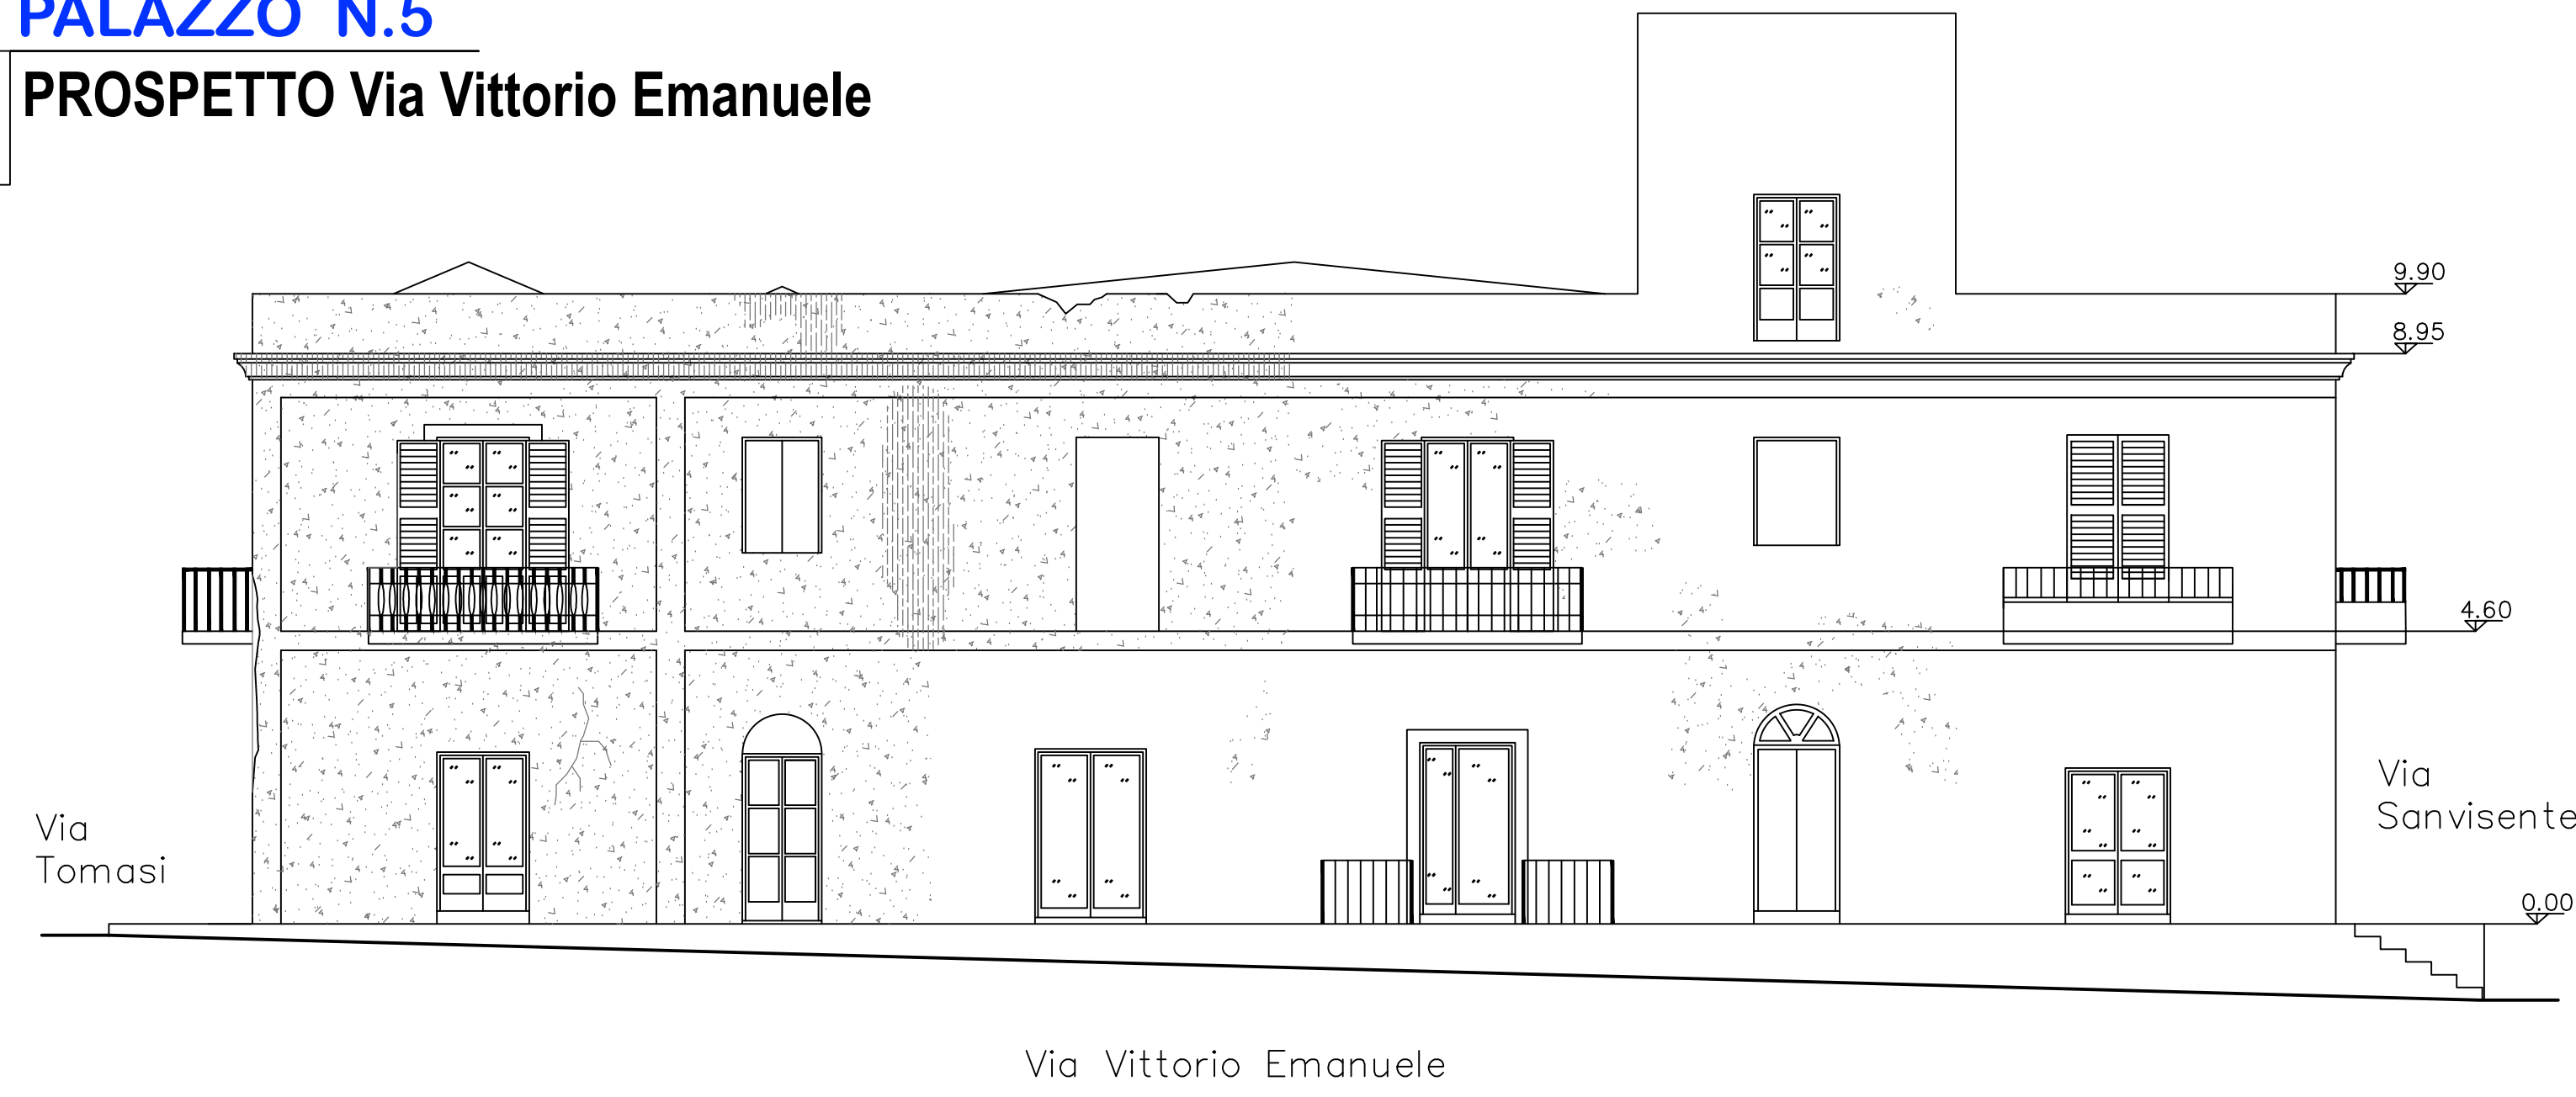 PALAZZO N.5
PROSPETTO Via Vittorio Emanuele
9.90
8.95
4.60
Via
Sanvisente
Via
Tomasi
0.00
Via Vittorio Emanuele